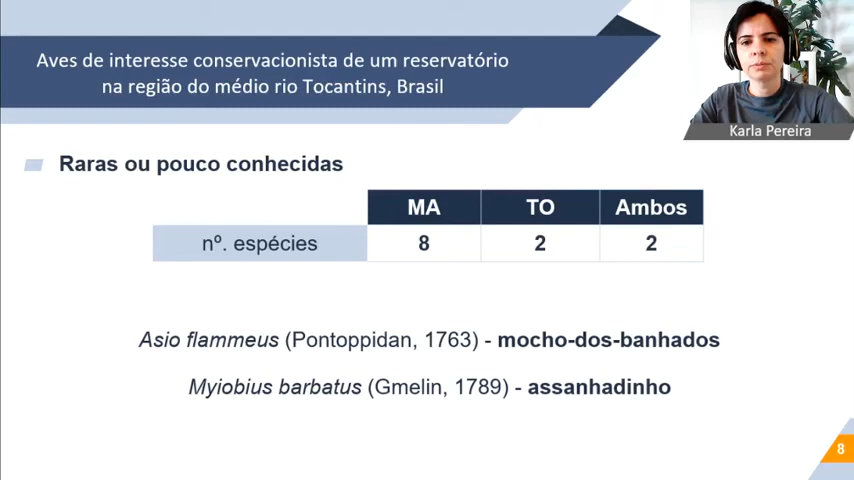 Aves de interesse conservacionista de um reservatório
na região do médio rio Tocantins, Brasil
Karla Pereira
Raras ou pouco conhecidas
MA TO Ambos
nº. espécies 8 2 2
Asio flammeus (Pontoppidan, 1763) - mocho-dos-banhados
Myiobius barbatus (Gmelin, 1789) - assanhadinho
8